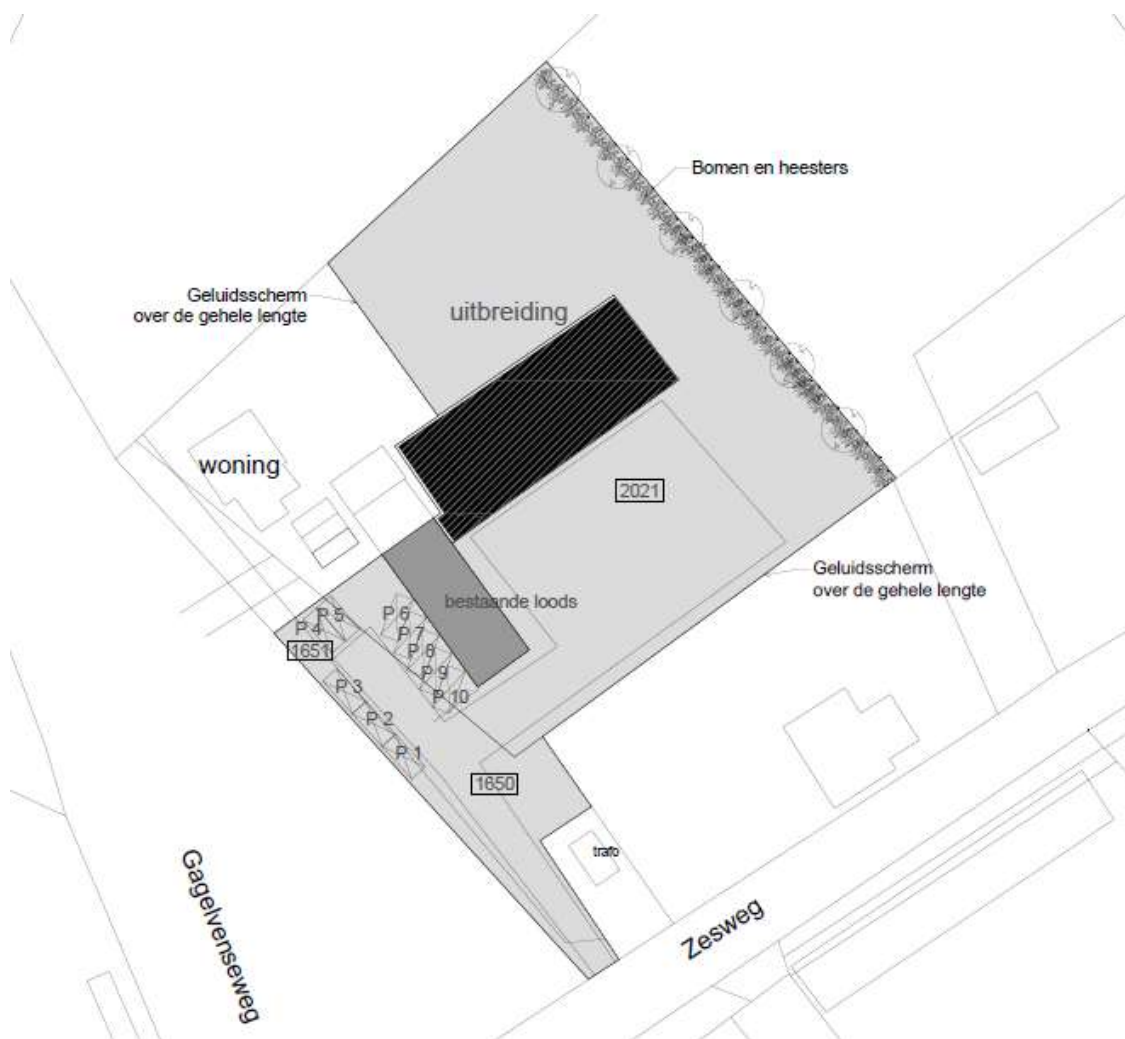 Bomen en heesters
Geluidsscherm
over de gehele lengte
uitbreiding
woning
2021
Geluidsscherm
over de gehele lengte
bestaande loods
P 5
P 4
P 6
P 7
1651
P 8
P 9
P 3
P 10
P 2
P 1
1650
trafo
Gagelvenseweg
Zesweg